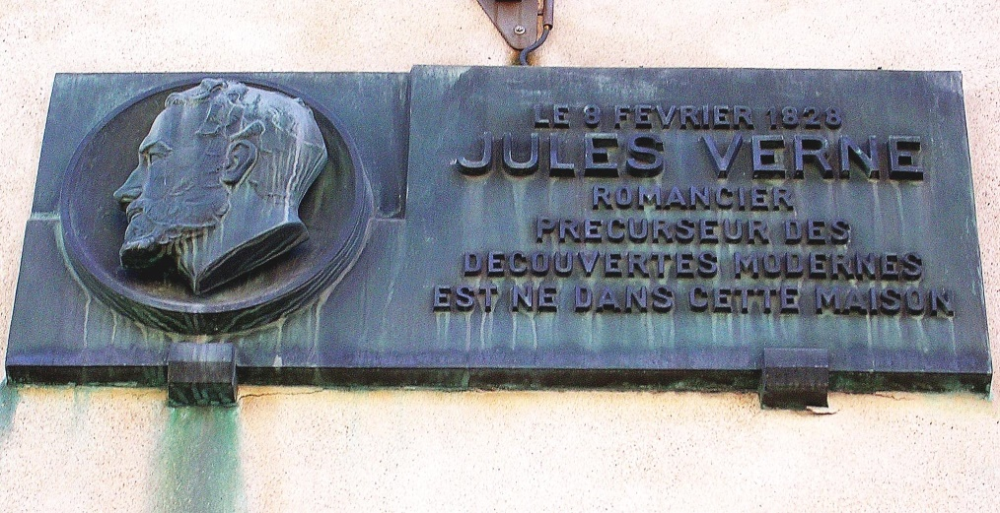 LE 8 FEVRIER 1828
JULES VERNE
ROMANCIER
PRECURSEUR DES
DECOUVERTES MODERNES
EST NE DANS CETTE MAISON